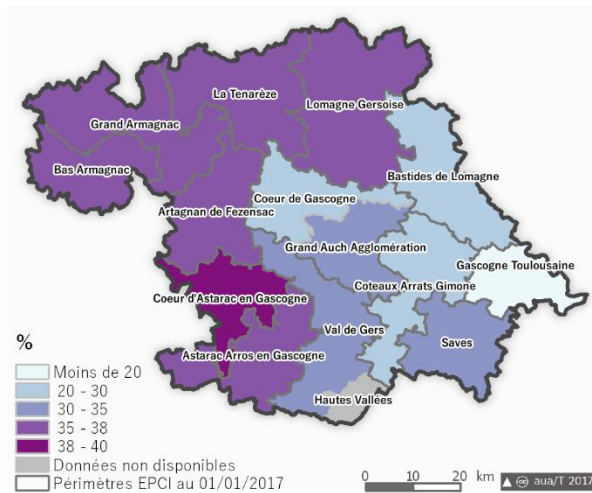 La Tenarèze
Lomagne Gersoise
Grand Armagnac
Bas Armagnac
Bastides de Lomagne
Coeur de Gascogne
Artagnan de Fezensac
Grand Auch Agglomération
Gascogne Toulousaine
Coteaux Arrats Gimone
Coeur d'Astarac en Gascogne
Val de Gers
Saves
Astarac Arros en Gascogne
Hautes Vallées
%
Moins de 20
20 - 30
30 - 35
35 - 38
38 - 40
Données non disponibles
Périmètres EPCI au 01/01/2017
0 10 20 km
▲ cc aua/T 2017